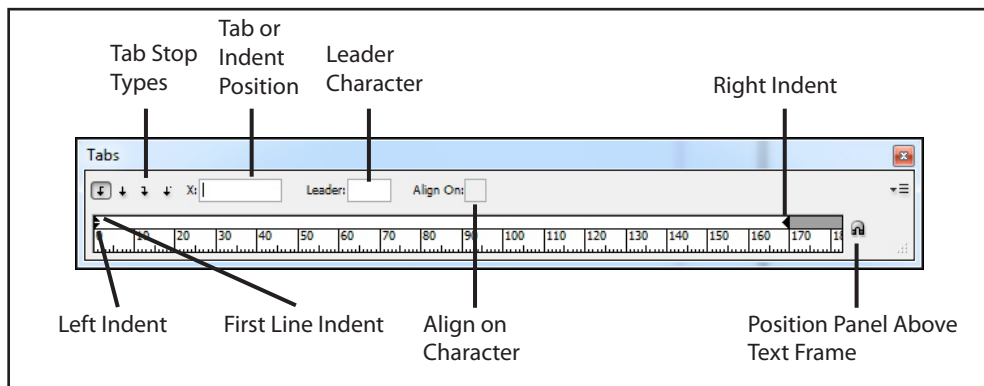 Tab Stop
Types
Tab or
Indent
Position
Leader
Character
Right Indent
Tabs
X:
Leader:
Align On:
0 10 20 30 40 50 60 70 80 90 100 110 120 130 140 150 160 170 18
Left Indent
First Line Indent
Align on
Character
Position Panel Above
Text Frame